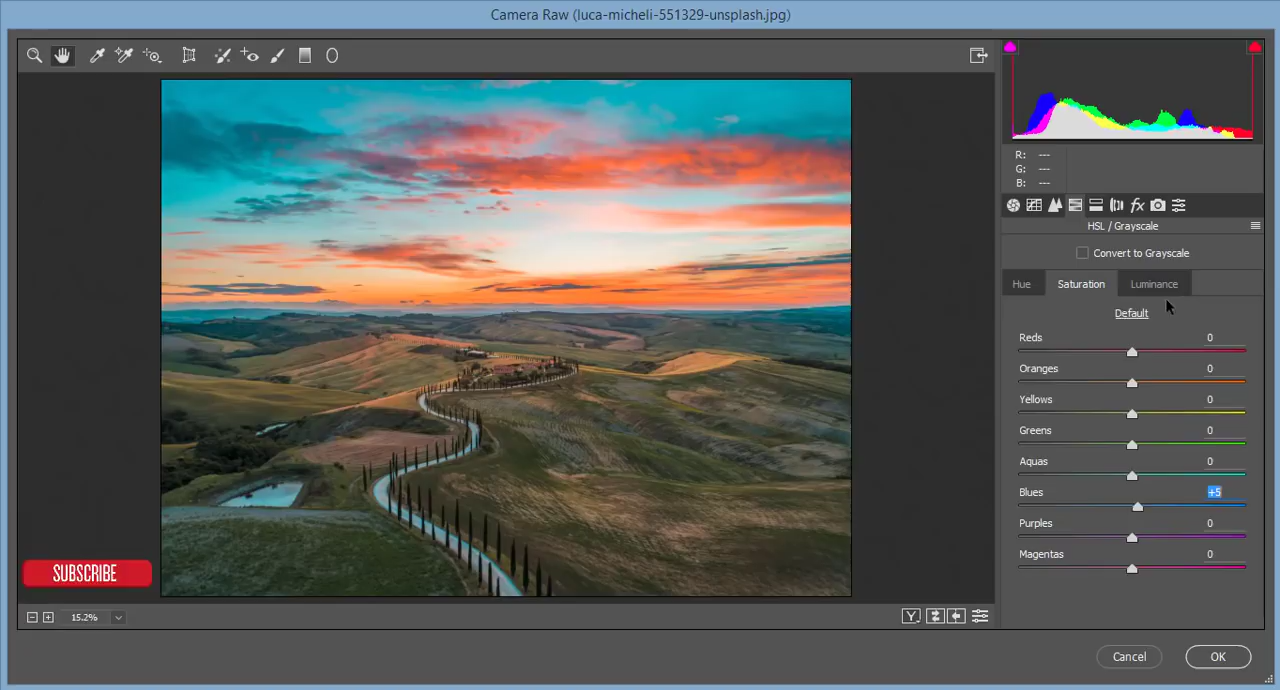 Camera Raw (luca-micheli-551329-unsplash.jpg)
R: ---
G: ---
B: ---
fx
HSL / Grayscale
Convert to Grayscale
Hue Saturation Luminance
Default
Reds 0
Oranges 0
Yellows 0
Greens 0
Aquas 0
Blues +5
Purples 0
Magentas 0
SUBSCRIBE
15.2% Y
Cancel OK